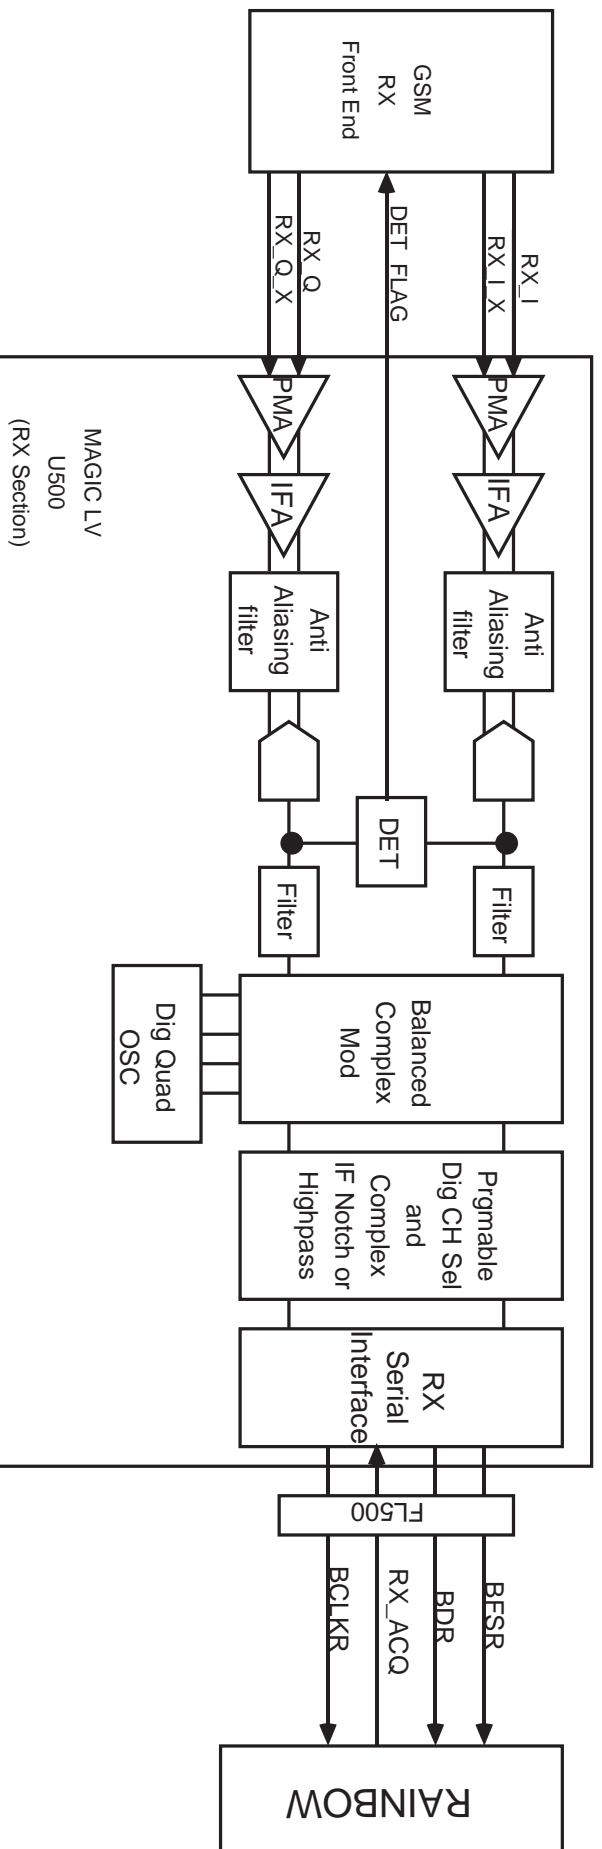 GSM
RX
Front End
RX_I
RX_I_X
DET_FLAG
RX_Q
RX_Q_X
PMA
IFA
Anti
Aliasing
filter
PMA
IFA
Anti
Aliasing
filter
DET
Filter
Filter
Balanced
Complex
Mod
Dig Quad
OSC
Prgmable
Dig CH Sel
and
Complex
IF Notch or
Highpass
RX
Serial
Interface
MAGIC LV
U500
(RX Section)
FL500
BFSR
BDR
RX_ACQ
BCLKR
RAINBOW